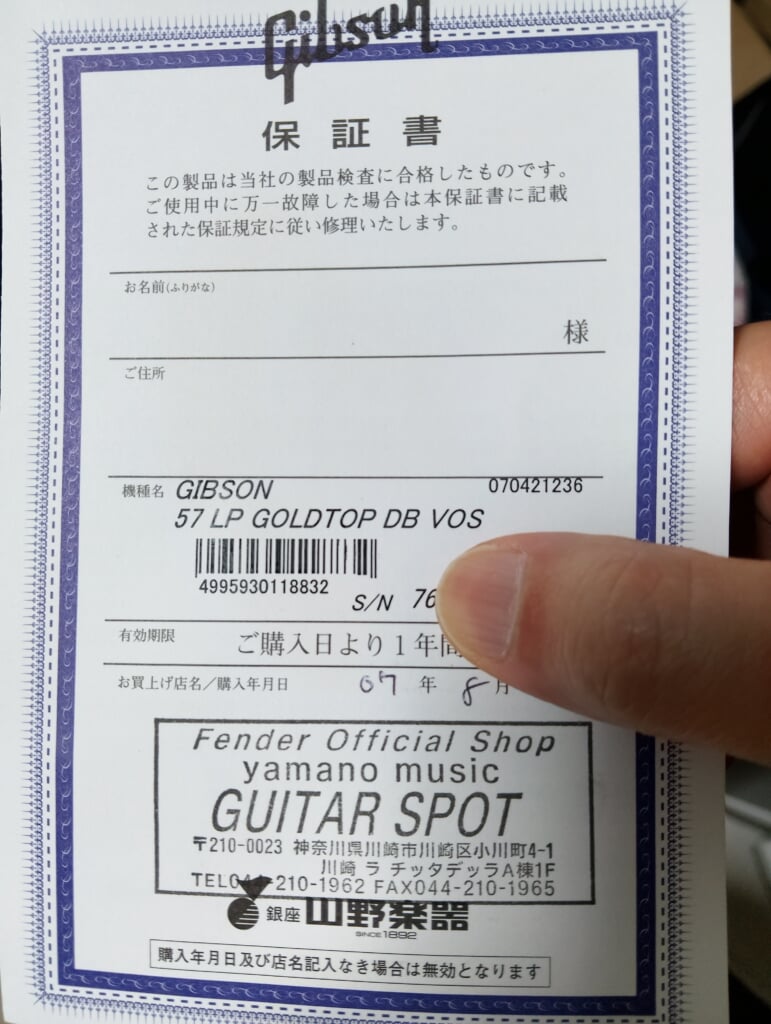 Gibson
保証書
この製品は当社の製品検査に合格したものです。
ご使用中に万一故障した場合は本保証書に記載
された保証規定に従い修理いたします。
お名前(ふりがな)
様
ご住所
機種名 GIBSON 070421236
57 LP GOLDTOP DB VOS
4995930118832
S/N 76
有効期限 ご購入日より1年間
お買上げ店名/購入年月日 07年 8月
Fender Official Shop
yamano music
GUITAR SPOT
〒210-0023 神奈川県川崎市川崎区小川町4-1
川崎 ラ チッタデッラA棟1F
TEL044-210-1962 FAX044-210-1965
銀座 山野楽器
SINCE 1892
購入年月日及び店名記入なき場合は無効となります